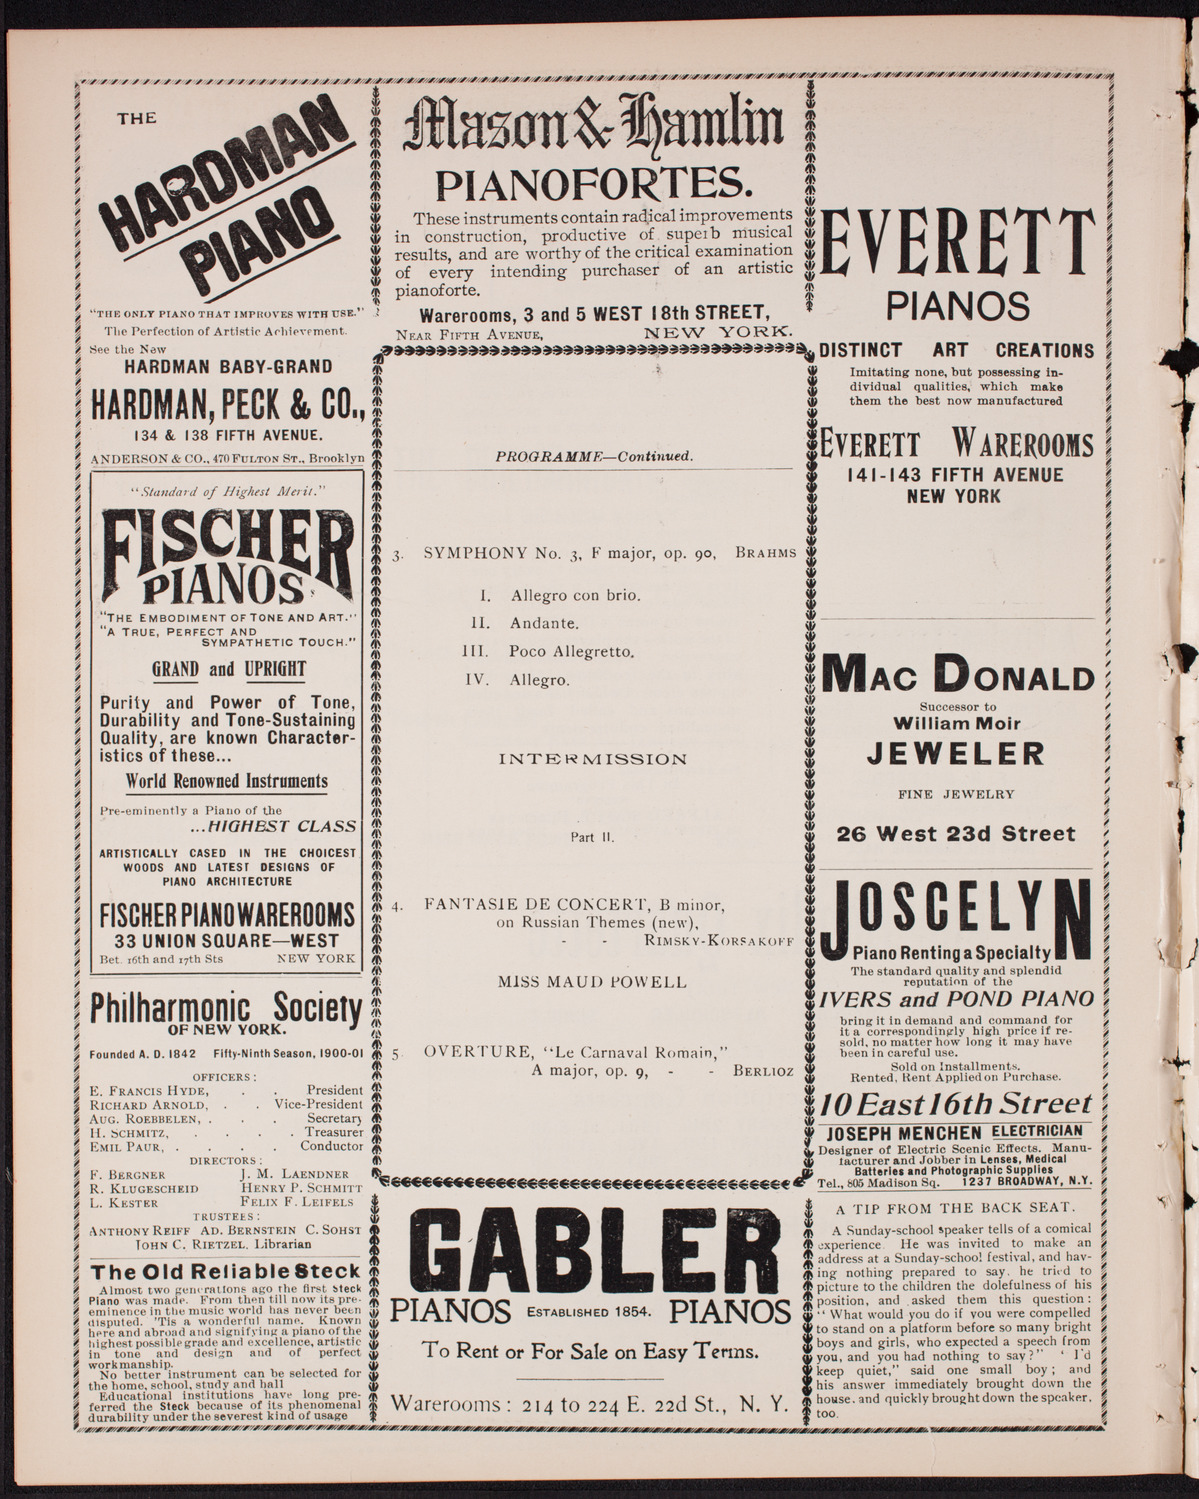 THE
HARDMAN
PIANO
"THE ONLY PIANO THAT IMPROVES WITH USE."
The Perfection of Artistic Achievement.
See the New
HARDMAN BABY-GRAND
HARDMAN, PECK & CO.,
134 & 138 FIFTH AVENUE.
ANDERSON & CO., 470 FULTON ST., Brooklyn
"Standard of Highest Merit."
FISCHER
PIANOS
"THE EMBODIMENT OF TONE AND ART."
"A TRUE, PERFECT AND
SYMPATHETIC TOUCH."
GRAND and UPRIGHT
Purity and Power of Tone,
Durability and Tone-Sustaining
Quality, are known Character-
istics of these...
World Renowned Instruments
Pre-eminently a Piano of the
...HIGHEST CLASS
ARTISTICALLY CASED IN THE CHOICEST
WOODS AND LATEST DESIGNS OF
PIANO ARCHITECTURE
FISCHER PIANO WAREROOMS
33 UNION SQUARE—WEST
Bet. 16th and 17th Sts NEW YORK
Philharmonic Society
OF NEW YORK.
Founded A. D. 1842 Fifty-Ninth Season, 1900-01
OFFICERS:
E. FRANCIS HYDE, . . President
RICHARD ARNOLD, . . Vice-President
AUG. ROEBBELEN, . . . Secretary
H. SCHMITZ, . . . . Treasurer
EMIL PAUR, . . . . Conductor
DIRECTORS:
F. BERGNER J. M. LAENDNER
R. KLUGESCHEID HENRY P. SCHMITT
L. KESTER FELIX F. LEIFELS
TRUSTEES:
ANTHONY REIFF AD. BERNSTEIN C. SOHST
JOHN C. RIETZEL, Librarian
The Old Reliable Steck
Almost two generations ago the first Steck
Piano was made. From then till now its pre-
eminence in the music world has never been
disputed. 'Tis a wonderful name. Known
here and abroad and signifying a piano of the
highest possible grade and excellence, artistic
in tone and design and of perfect
workmanship.
No better instrument can be selected for
the home, school, study and hall
Educational institutions have long pre-
ferred the Steck because of its phenomenal
durability under the severest kind of usage
Mason & Hamlin
PIANOFORTES.
These instruments contain radical improvements
in construction, productive of superb musical
results, and are worthy of the critical examination
of every intending purchaser of an artistic
pianoforte.
Warerooms, 3 and 5 WEST 18th STREET,
NEAR FIFTH AVENUE, NEW YORK.
PROGRAMME—Continued.
3. SYMPHONY No. 3, F major, op. 90, BRAHMS
I. Allegro con brio.
II. Andante.
III. Poco Allegretto.
IV. Allegro.
INTERMISSION
Part II.
4. FANTASIE DE CONCERT, B minor,
on Russian Themes (new),
- - RIMSKY-KORSAKOFF
MISS MAUD POWELL
5. OVERTURE, "Le Carnaval Romain,"
A major, op. 9, - - BERLIOZ
GABLER
PIANOS ESTABLISHED 1854. PIANOS
To Rent or For Sale on Easy Terms.
Warerooms: 214 to 224 E. 22d St., N. Y.
EVERETT
PIANOS
DISTINCT ART CREATIONS
Imitating none, but possessing in-
dividual qualities, which make
them the best now manufactured
EVERETT WAREROOMS
141-143 FIFTH AVENUE
NEW YORK
MAC DONALD
Successor to
William Moir
JEWELER
FINE JEWELRY
26 West 23d Street
JOSCELYN
Piano Renting a Specialty
The standard quality and splendid
reputation of the
IVERS and POND PIANO
bring it in demand and command for
it a correspondingly high price if re-
sold, no matter how long it may have
been in careful use.
Sold on Installments.
Rented, Rent Applied on Purchase.
10 East 16th Street
JOSEPH MENCHEN ELECTRICIAN
Designer of Electric Scenic Effects. Manu-
facturer and Jobber in Lenses, Medical
Batteries and Photographic Supplies
Tel., 805 Madison Sq. 1237 BROADWAY, N.Y.
A TIP FROM THE BACK SEAT.
A Sunday-school speaker tells of a comical
experience. He was invited to make an
address at a Sunday-school festival, and hav-
ing nothing prepared to say, he tried to
picture to the children the dolefulness of his
position, and asked them this question:
"What would you do if you were compelled
to stand on a platform before so many bright
boys and girls, who expected a speech from
you, and you had nothing to say?" 'I'd
keep quiet," said one small boy; and
his answer immediately brought down the
house, and quickly brought down the speaker,
too.